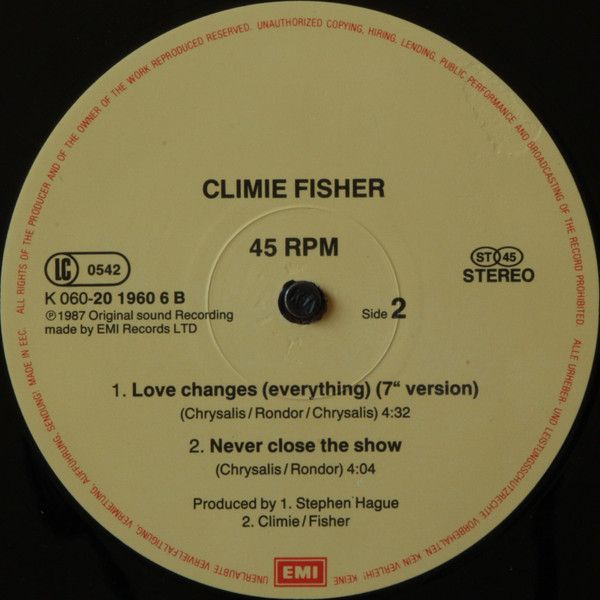 ALL RIGHTS OF THE PRODUCER AND OF THE OWNER OF THE WORK REPRODUCED RESERVED. UNAUTHORIZED COPYING, HIRING, LENDING, PUBLIC PERFORMANCE AND BROADCASTING OF THE RECORD PROHIBITED.
CLIMIE FISHER
45 RPM
LC 0542
ST 45
STEREO
K 060-20 1960 6 B
℗ 1987 Original sound Recording
made by EMI Records LTD
Side 2
1. Love changes (everything) (7“ version)
(Chrysalis/Rondor/Chrysalis) 4:32
2. Never close the show
(Chrysalis/Rondor) 4:04
Produced by 1. Stephen Hague
2. Climie/Fisher
EMI
ALLE URHEBER- UND LEISTUNGSSCHUTZRECHTE VORBEHALTEN. KEIN VERLEIH! KEINE UNERLAUBTE VERVIELFÄLTIGUNG, VERMIETUNG, AUFFÜHRUNG, SENDUNG! MADE IN EEC.